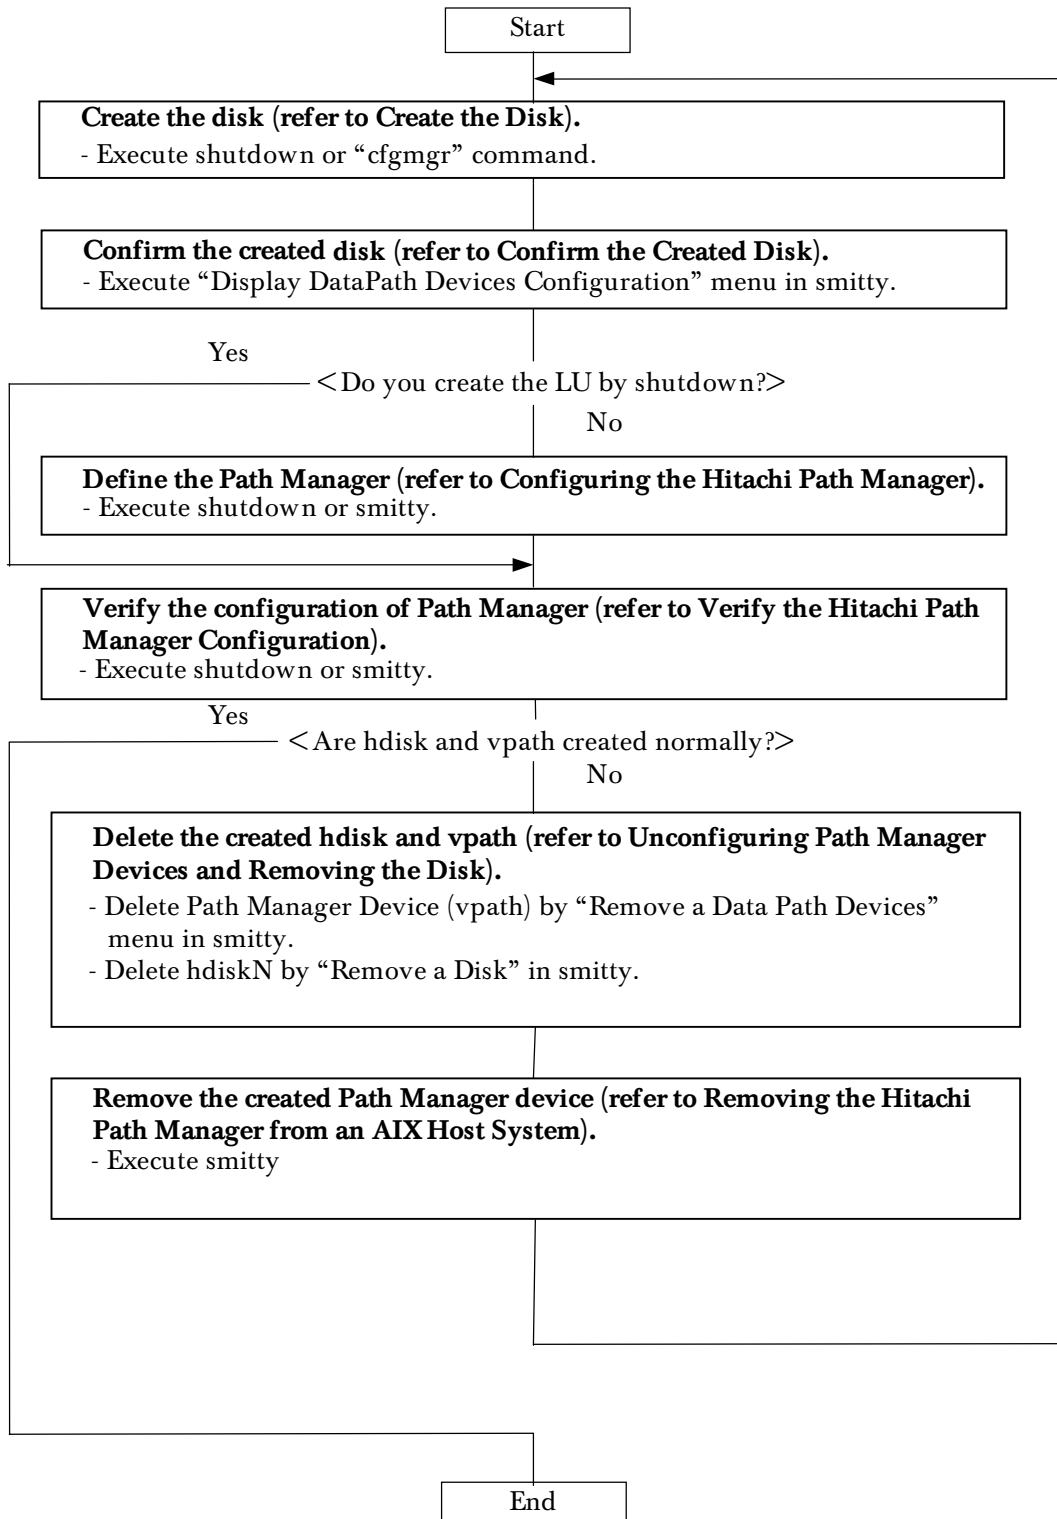 Start
Create the disk (refer to Create the Disk).
- Execute shutdown or “cfgmgr” command.
Confirm the created disk (refer to Confirm the Created Disk).
- Execute “Display DataPath Devices Configuration” menu in smitty.
Yes
<Do you create the LU by shutdown?>
No
Define the Path Manager (refer to Configuring the Hitachi Path Manager).
- Execute shutdown or smitty.
Verify the configuration of Path Manager (refer to Verify the Hitachi Path
Manager Configuration).
- Execute shutdown or smitty.
Yes
<Are hdisk and vpath created normally?>
No
Delete the created hdisk and vpath (refer to Unconfiguring Path Manager
Devices and Removing the Disk).
- Delete Path Manager Device (vpath) by “Remove a Data Path Devices”
menu in smitty.
- Delete hdiskN by “Remove a Disk” in smitty.
Remove the created Path Manager device (refer to Removing the Hitachi
Path Manager from an AIX Host System).
- Execute smitty
End